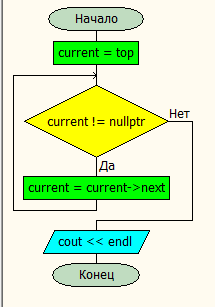 Начало
current = top
current != nullptr
Нет
Да
current = current->next
cout << endl
Конец